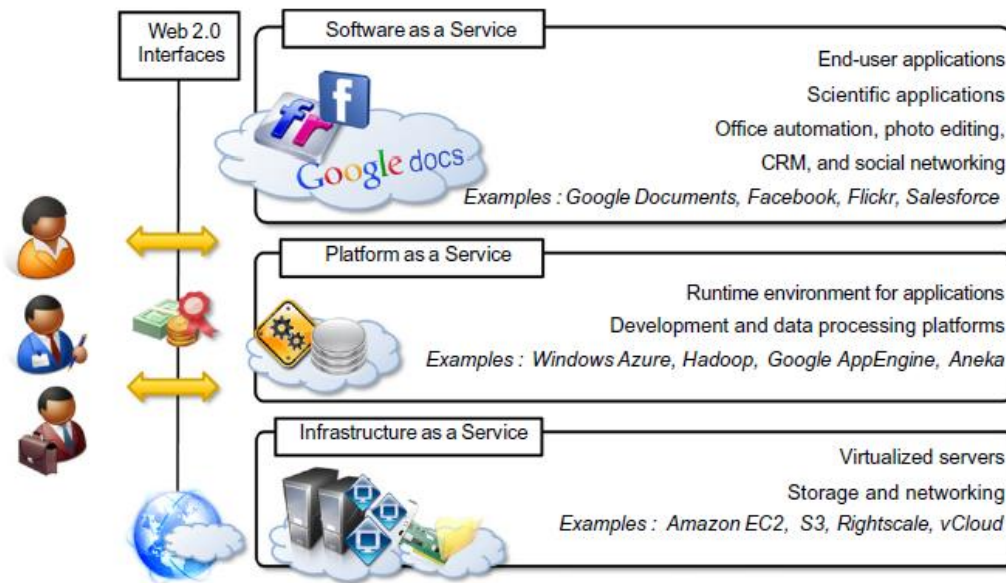 Web 2.0
Interfaces
Software as a Service
End-user applications
Scientific applications
Office automation, photo editing,
CRM, and social networking
Examples : Google Documents, Facebook, Flickr, Salesforce
f
fr
Google docs
Platform as a Service
Runtime environment for applications
Development and data processing platforms
Examples : Windows Azure, Hadoop, Google AppEngine, Aneka
Infrastructure as a Service
Virtualized servers
Storage and networking
Examples : Amazon EC2, S3, Rightscale, vCloud